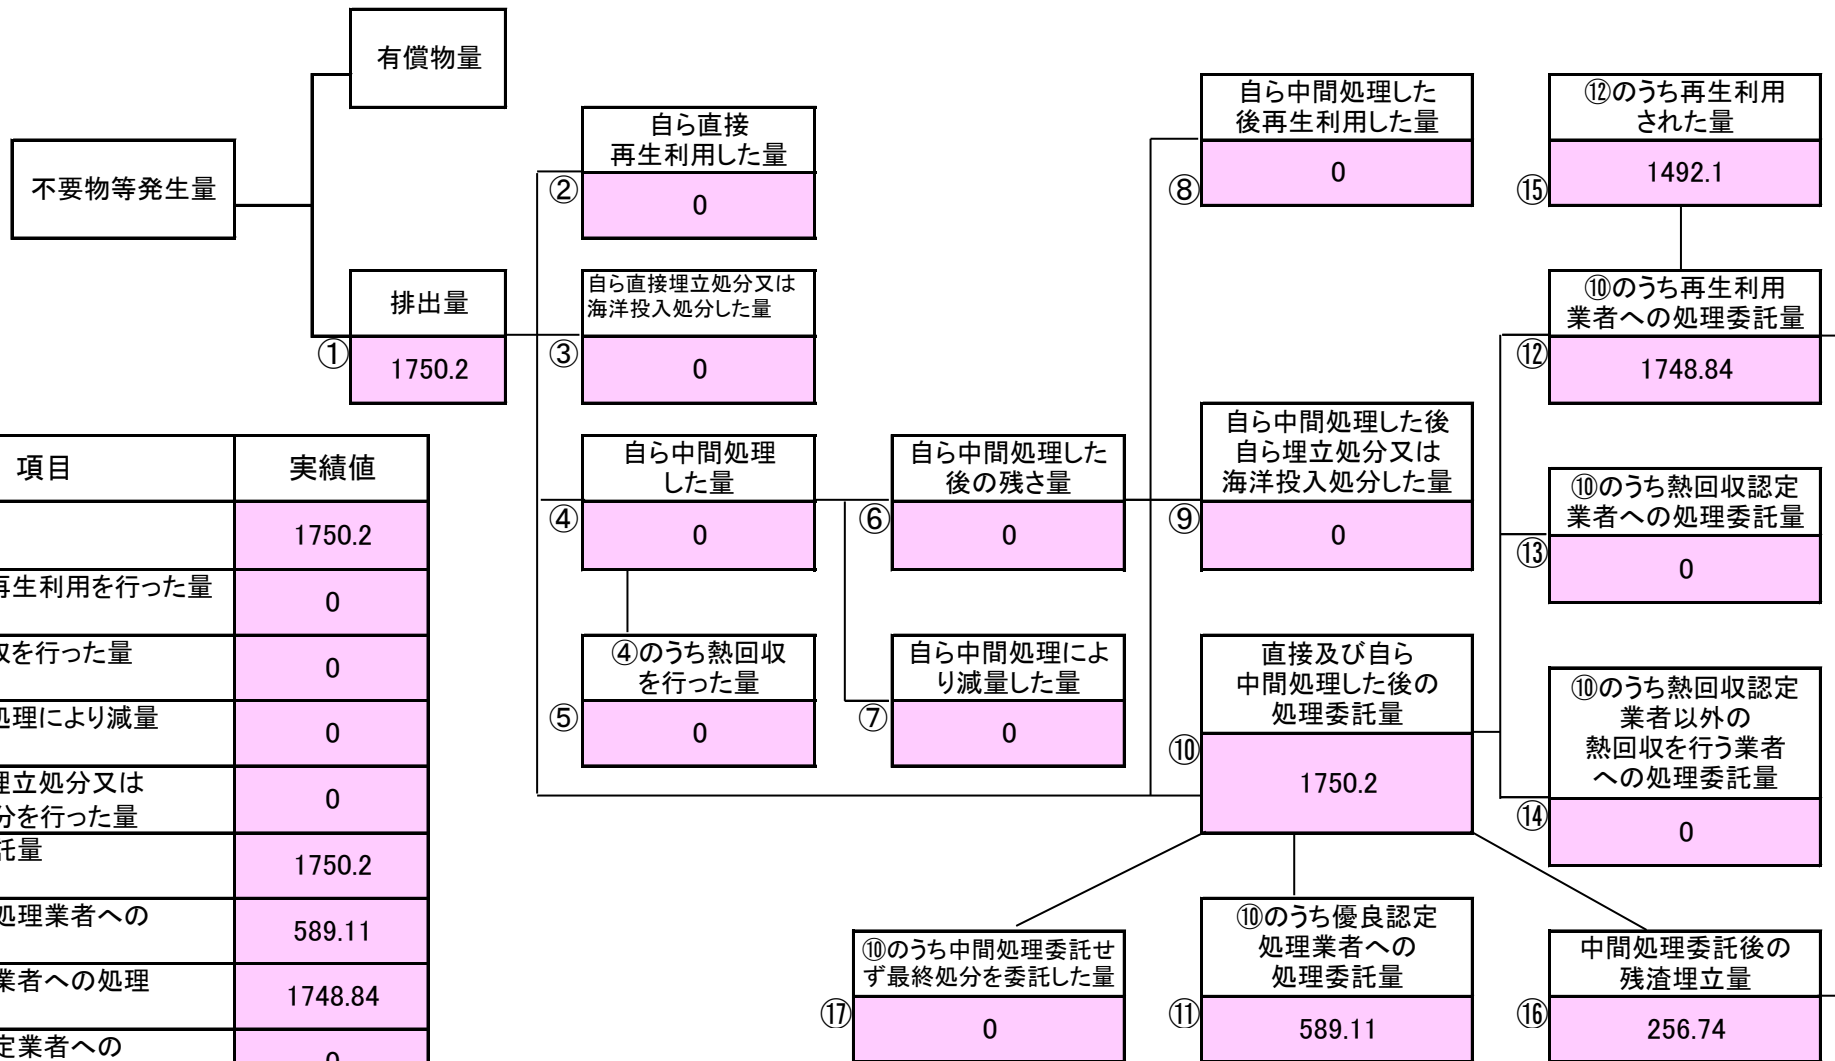 有償物量
不要物等発生量
排出量
①
1750.2
自ら直接
再生利用した量
②
0
自ら直接埋立処分又は
海洋投入処分した量
③
0
自ら中間処理
した量
④
0
④のうち熱回収
を行った量
⑤
0
自ら中間処理した
後の残さ量
⑥
0
自ら中間処理によ
り減量した量
⑦
0
自ら中間処理した
後再生利用した量
⑧
0
自ら中間処理した後
自ら埋立処分又は
海洋投入処分した量
⑨
0
直接及び自ら
中間処理した後の
処理委託量
⑩
1750.2
⑫のうち再生利用
された量
⑮
1492.1
⑩のうち再生利用
業者への処理委託量
⑫
1748.84
⑩のうち熱回収認定
業者への処理委託量
⑬
0
⑩のうち熱回収認定
業者以外の
熱回収を行う業者
への処理委託量
⑭
0
⑩のうち中間処理委託せ
ず最終処分を委託した量
⑰
0
⑩のうち優良認定
処理業者への
処理委託量
⑪
589.11
中間処理委託後の
残渣埋立量
⑯
256.74
項目 実績値
1750.2
再生利用を行った量
0
を行った量
0
処理により減量
0
埋立処分又は
分を行った量
0
託量
1750.2
処理業者への
589.11
業者への処理
1748.84
定業者への
0